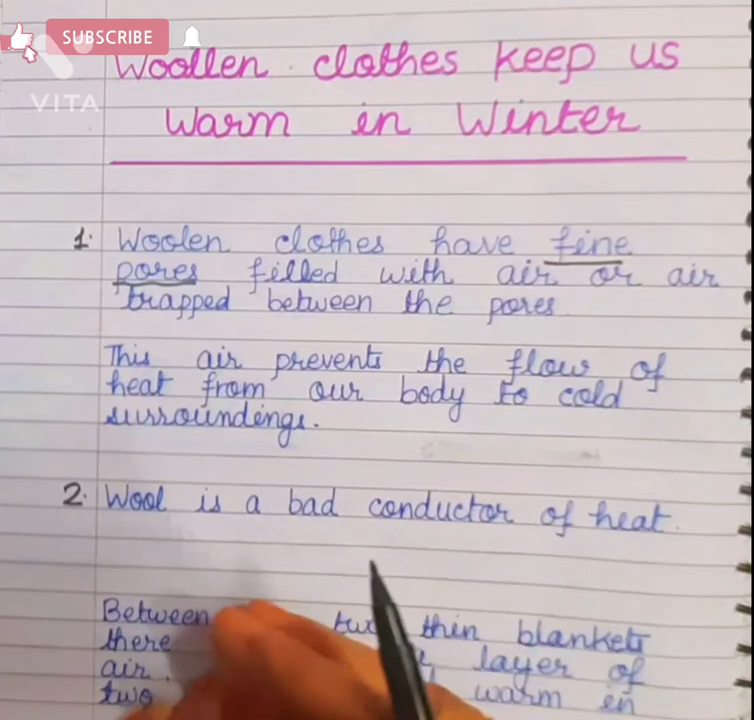 SUBSCRIBE
VITA
Woollen clothes keep us
Warm in Winter
1. Woolen clothes have fine
pores filled with air or air
trapped between the pores
This air prevents the flow of
heat from our body to cold
surroundings.
2. Wool is a bad conductor of heat.
Between two thin blankets
there layer of
air.
two warm in